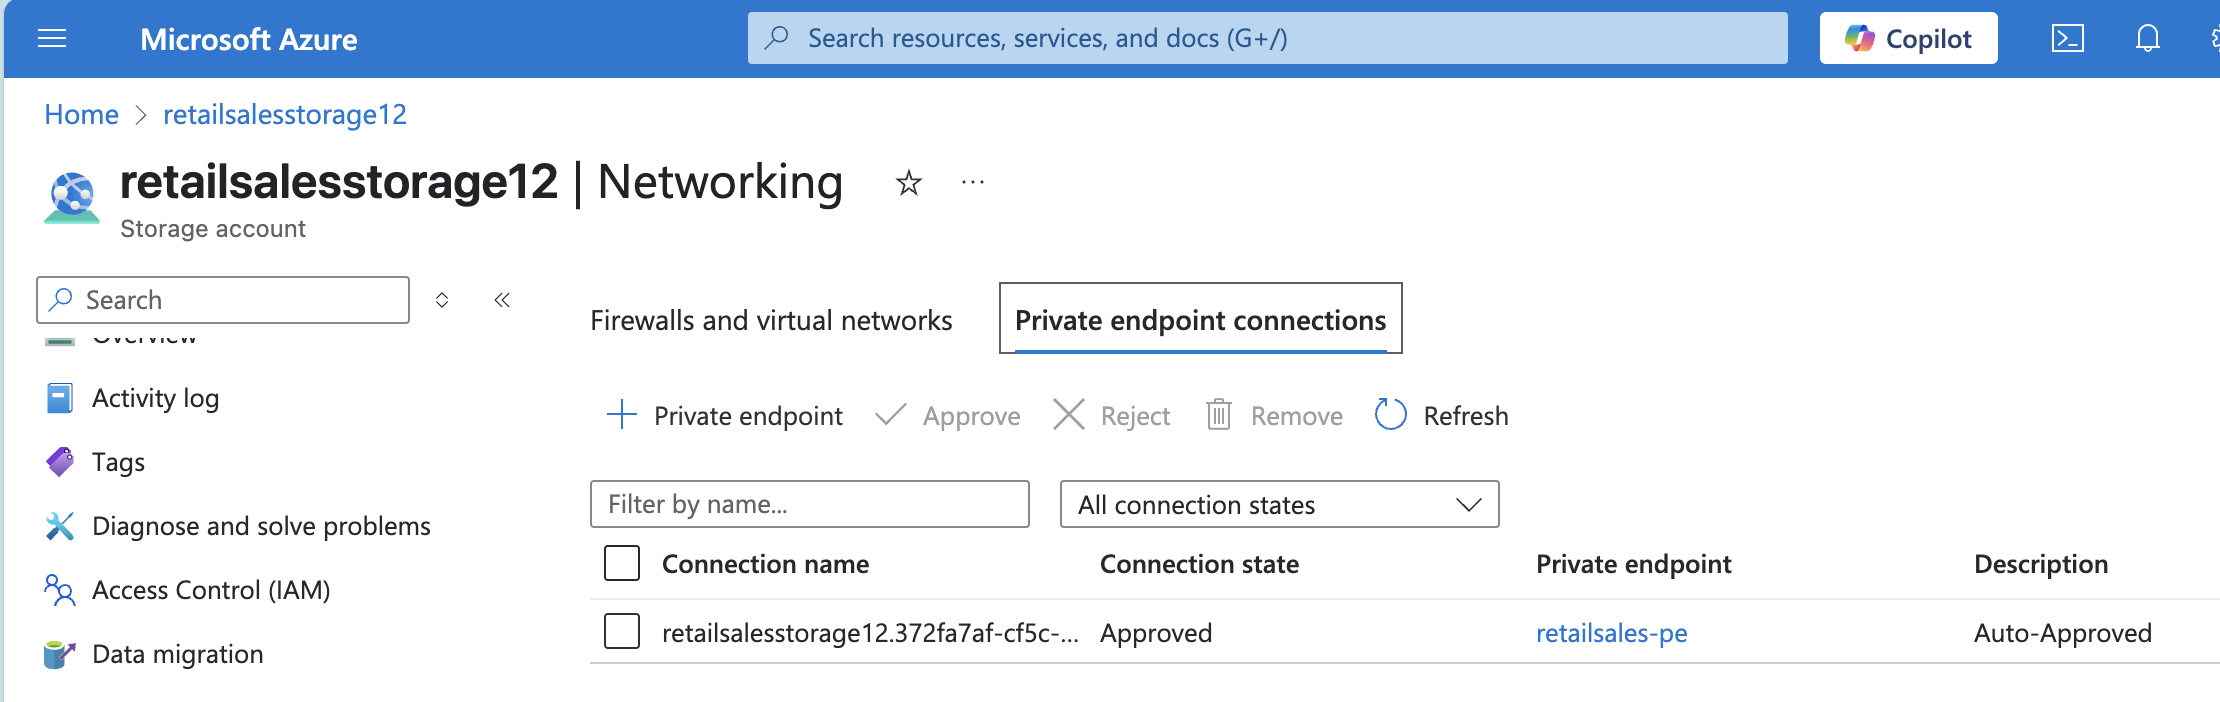 Microsoft Azure
Search resources, services, and docs (G+/)
Copilot
Home > retailsalesstorage12
retailsalesstorage12 | Networking
Storage account
Search
Overview
Activity log
Tags
Diagnose and solve problems
Access Control (IAM)
Data migration
Firewalls and virtual networks
Private endpoint connections
Private endpoint
Approve
Reject
Remove
Refresh
Filter by name...
All connection states
Connection name Connection state Private endpoint Description
retailsalesstorage12.372fa7af-cf5c-... Approved retailsales-pe Auto-Approved